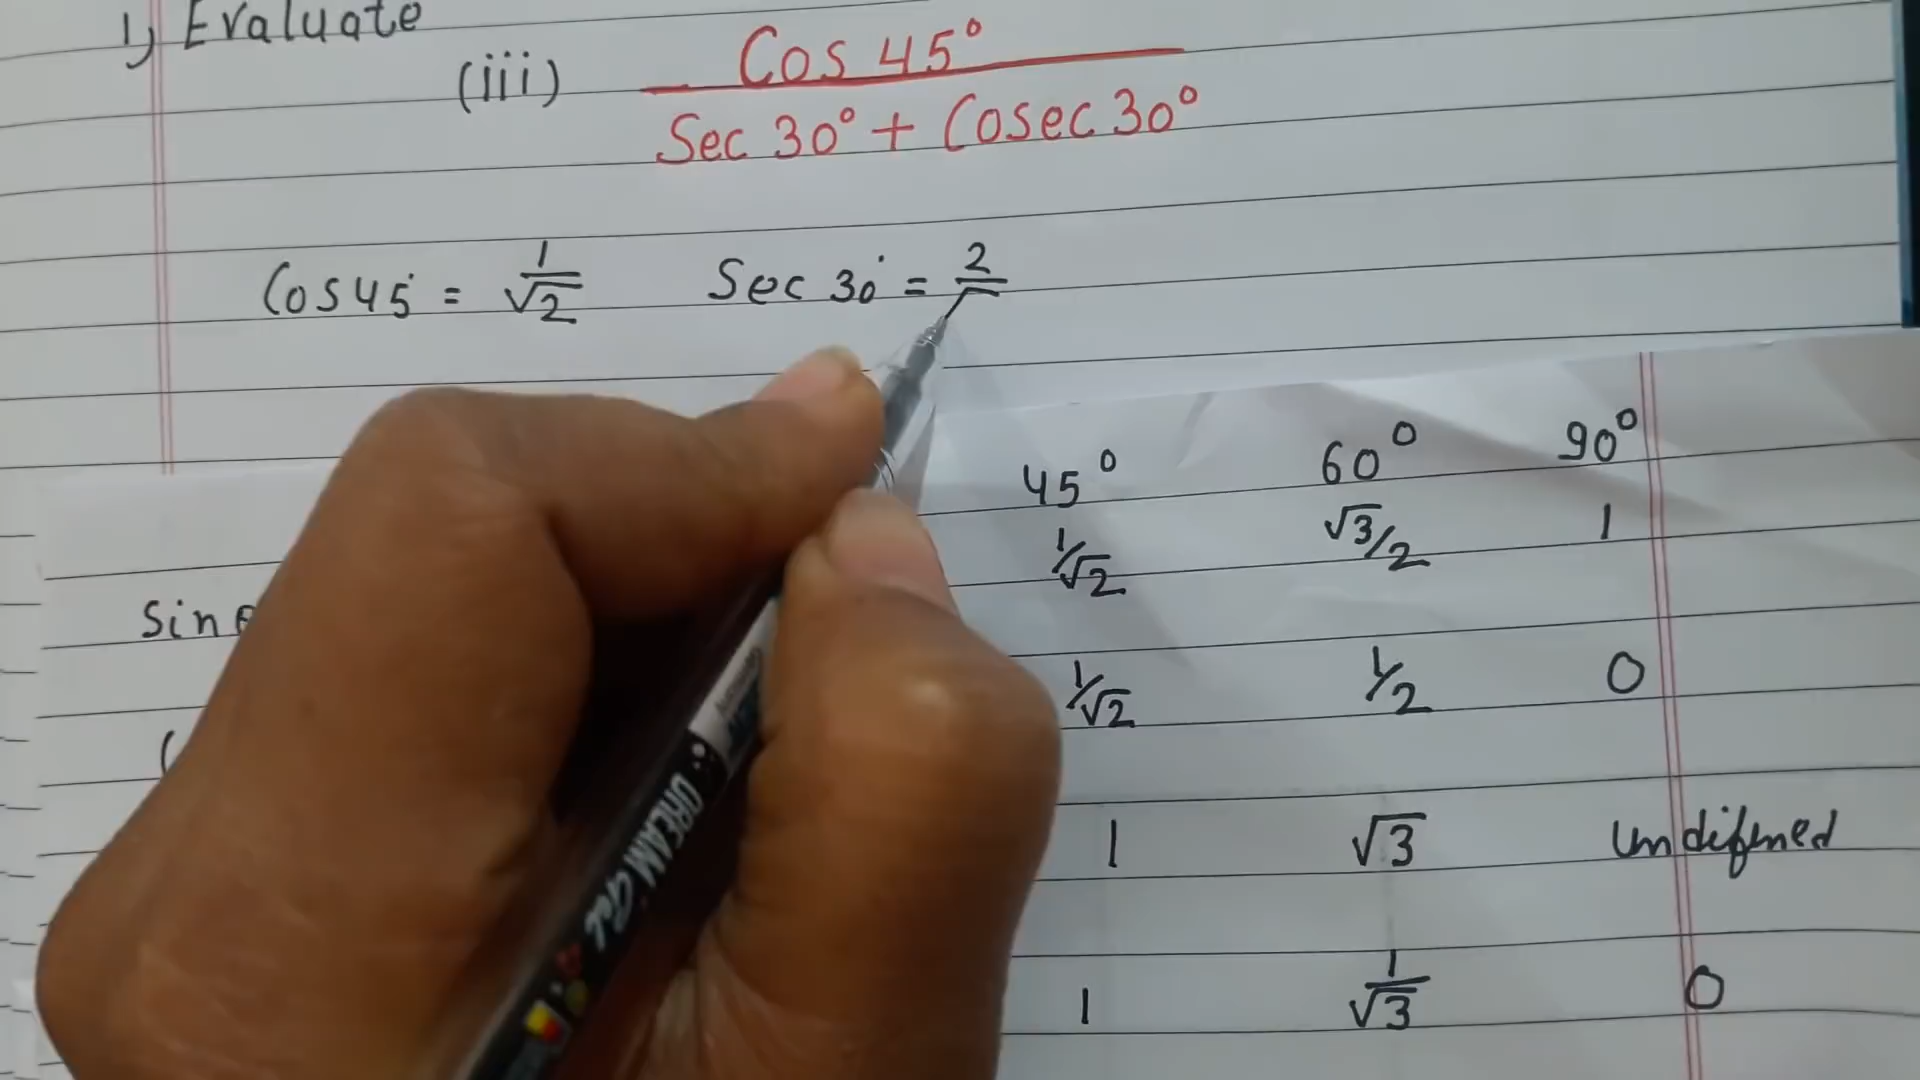 1) Evaluate
(iii) Cos 45°
Sec 30° + Cosec 30°
Cos 45° = 1/√2 Sec 30° = 2/
45° 60° 90°
1/√2 √3/2 1
Sin
1/√2 1/2 0
1 √3 undifined
1 1/√3 0
DREAM